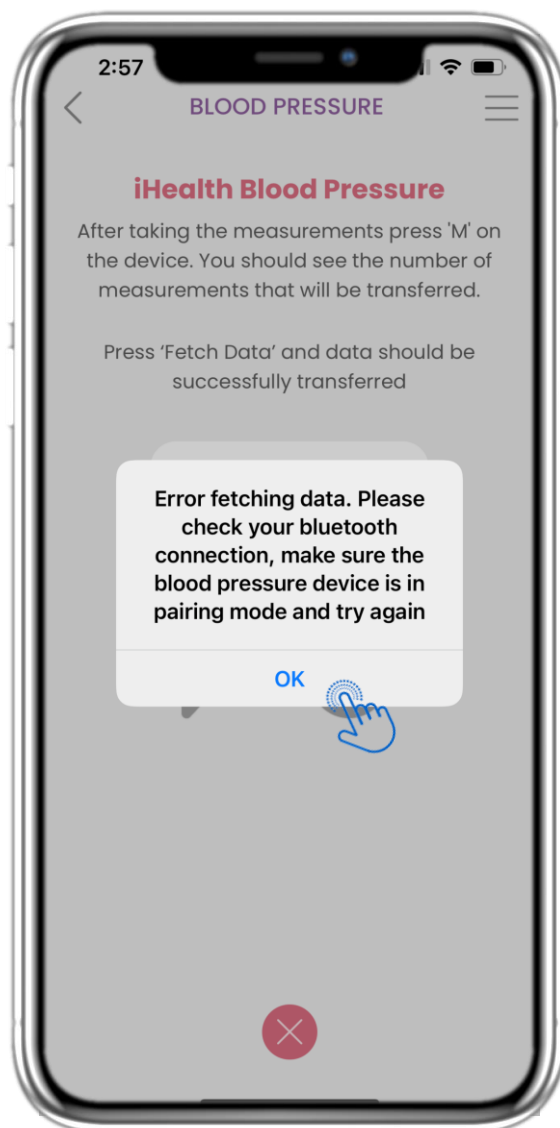 2:57
BLOOD PRESSURE
iHealth Blood Pressure
After taking the measurements press 'M' on
the device. You should see the number of
measurements that will be transferred.
Press ‘Fetch Data’ and data should be
successfully transferred
Error fetching data. Please
check your bluetooth
connection, make sure the
blood pressure device is in
pairing mode and try again
OK